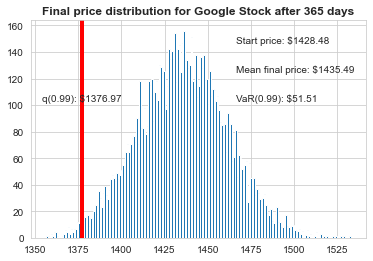 Final price distribution for Google Stock after 365 days
160
140
120
100
80
60
40
20
0
Start price: $1428.48
Mean final price: $1435.49
q(0.99): $1376.97
VaR(0.99): $51.51
1350 1375 1400 1425 1450 1475 1500 1525